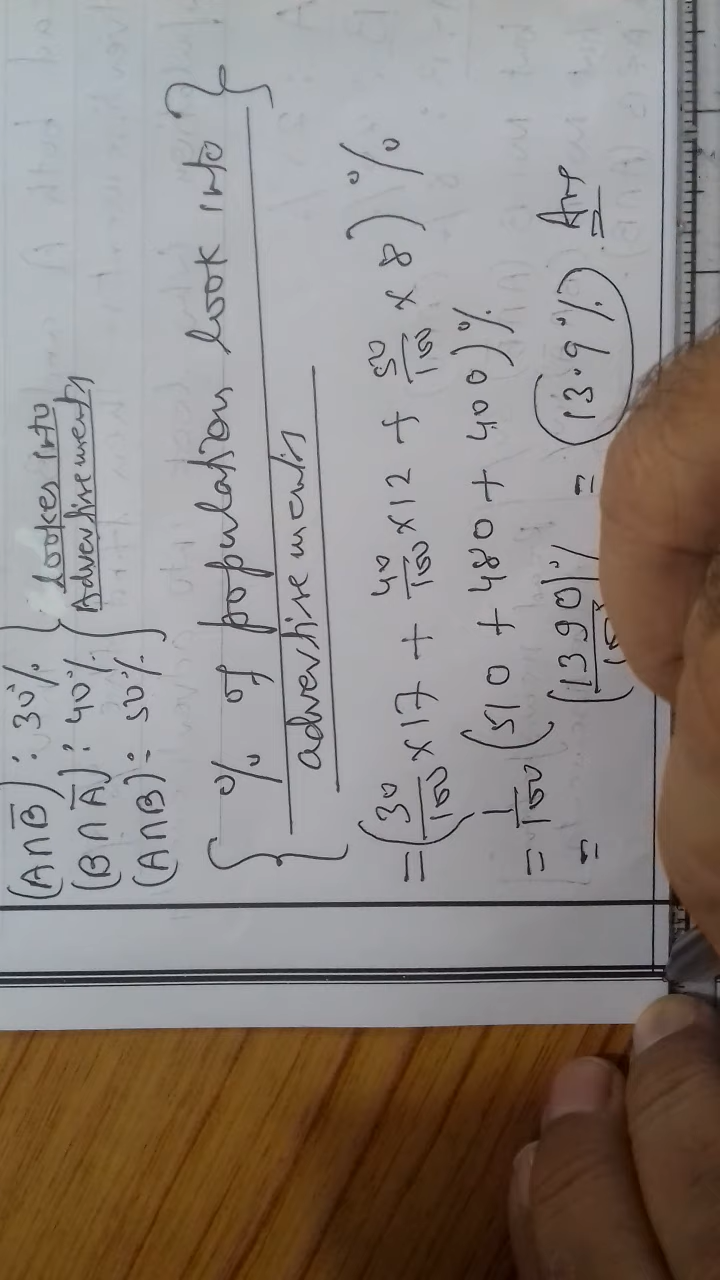 (A∩B̅) : 30% } Lookes into
(B∩A̅) : 40% } Advertisements
(A∩B) : 50% }
{ % of population look into }
advertisements
= (30/100 x 17 + 40/100 x 12 + 50/100 x 8) %
= 1/100 (510 + 480 + 400) %
= (1390/100) % = 13.9% Ans